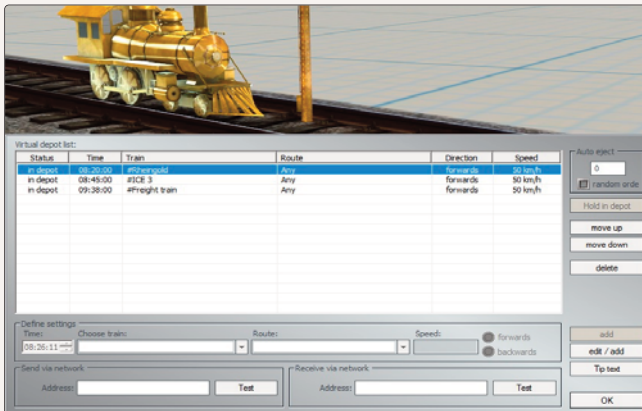 Virtual depot list:
Status Time Train Route Direction Speed
in depot 08:20:00 #Rheingold Any forwards 50 km/h
in depot 08:45:00 #ICE 3 Any forwards 50 km/h
in depot 09:38:00 #Freight train Any forwards 50 km/h
Auto eject
0
random orde
Hold in depot
move up
move down
delete
Define settings
Time: Choose train: Route: Speed:
08:26:11
forwards
backwards
add
edit / add
Tip text
OK
Send via network
Address: Test
Receive via network
Address: Test